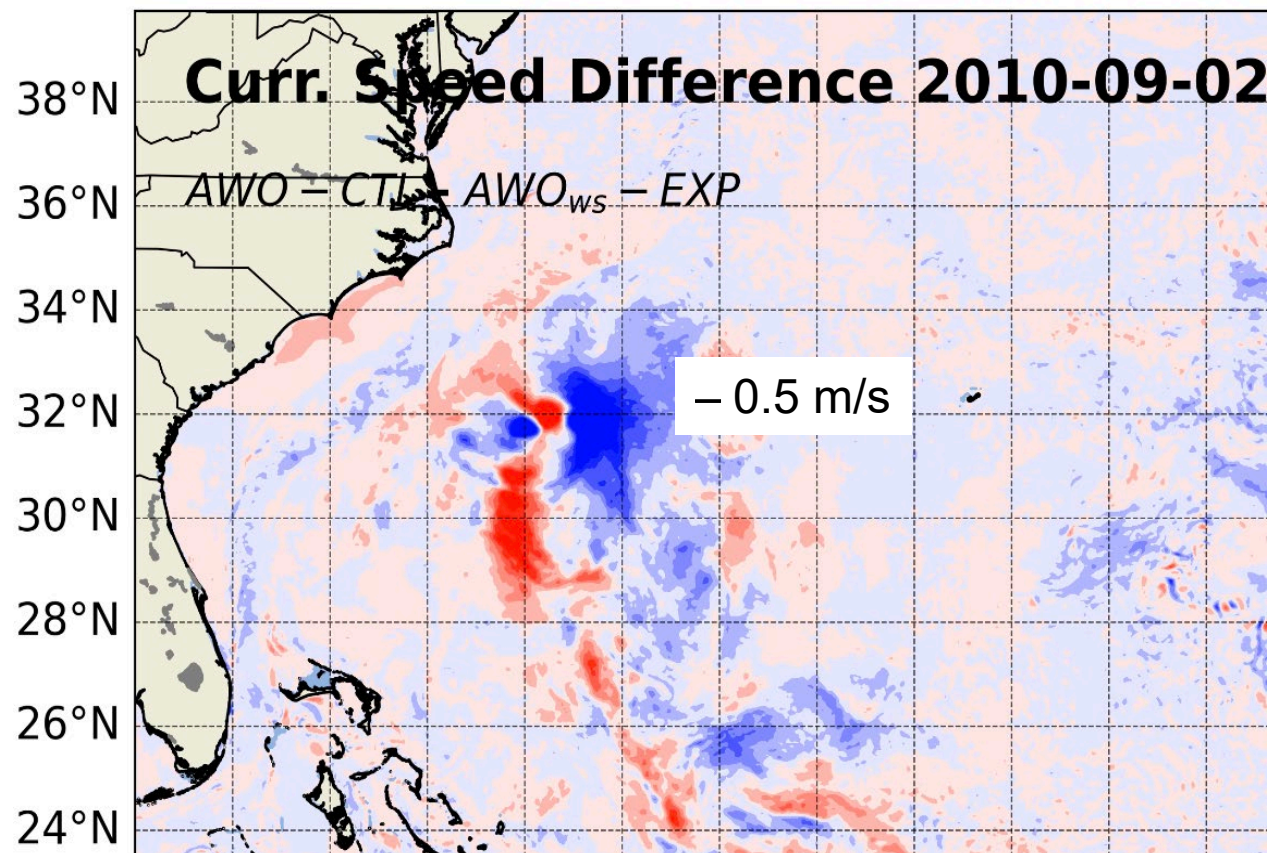 Curr. Speed Difference 2010-09-02
38°N
AWO – CTL – AWOws – EXP
36°N
34°N
– 0.5 m/s
32°N
30°N
28°N
26°N
24°N